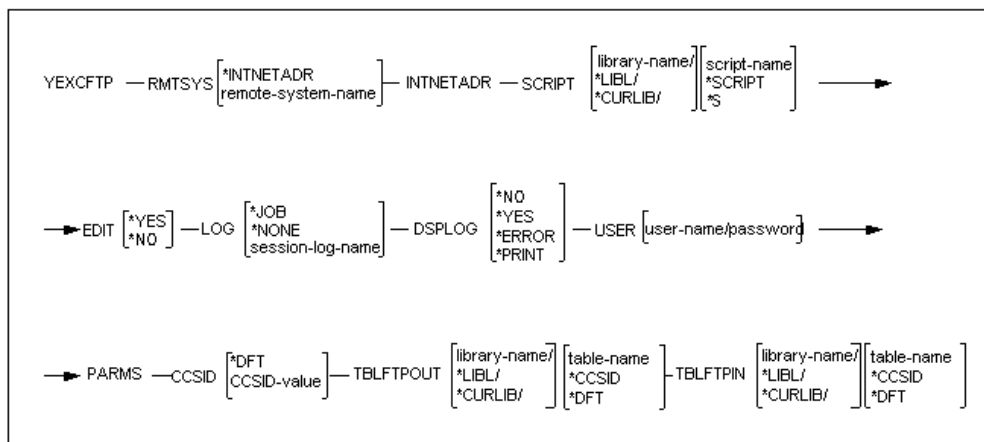 YEXCFTP RMTSYS *INTNETADR INTNETADR SCRIPT library-name/ script-name
remote-system-name *LIBL/ *SCRIPT
*CURLIB/ *S
EDIT *YES LOG *JOB DSPLOG *NO USER user-name/password
*NO *NONE *YES
session-log-name *ERROR
*PRINT
PARMS CCSID *DFT TBLFTPOUT library-name/ table-name TBLFTPIN library-name/ table-name
CCSID-value *LIBL/ *CCSID *LIBL/ *CCSID
*CURLIB/ *DFT *CURLIB/ *DFT